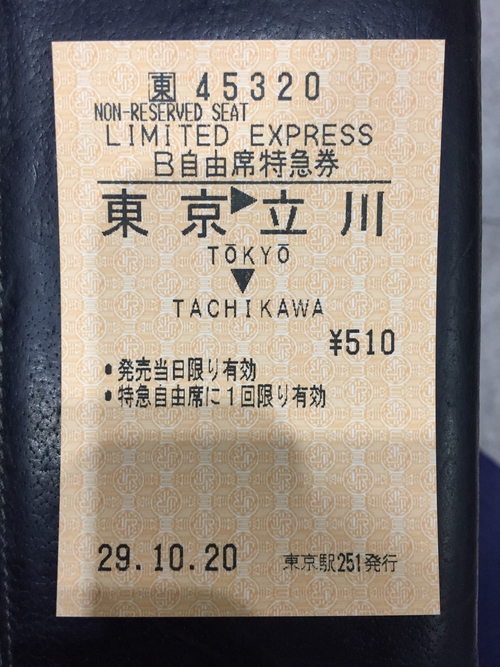 東 45320
NON-RESERVED SEAT
LIMITED EXPRESS
B自由席特急券
東京▶立川
TŌKYŌ
▼
TACHIKAWA
¥510
●発売当日限り有効
●特急自由席に1回限り有効
29.10.20 東京駅251発行